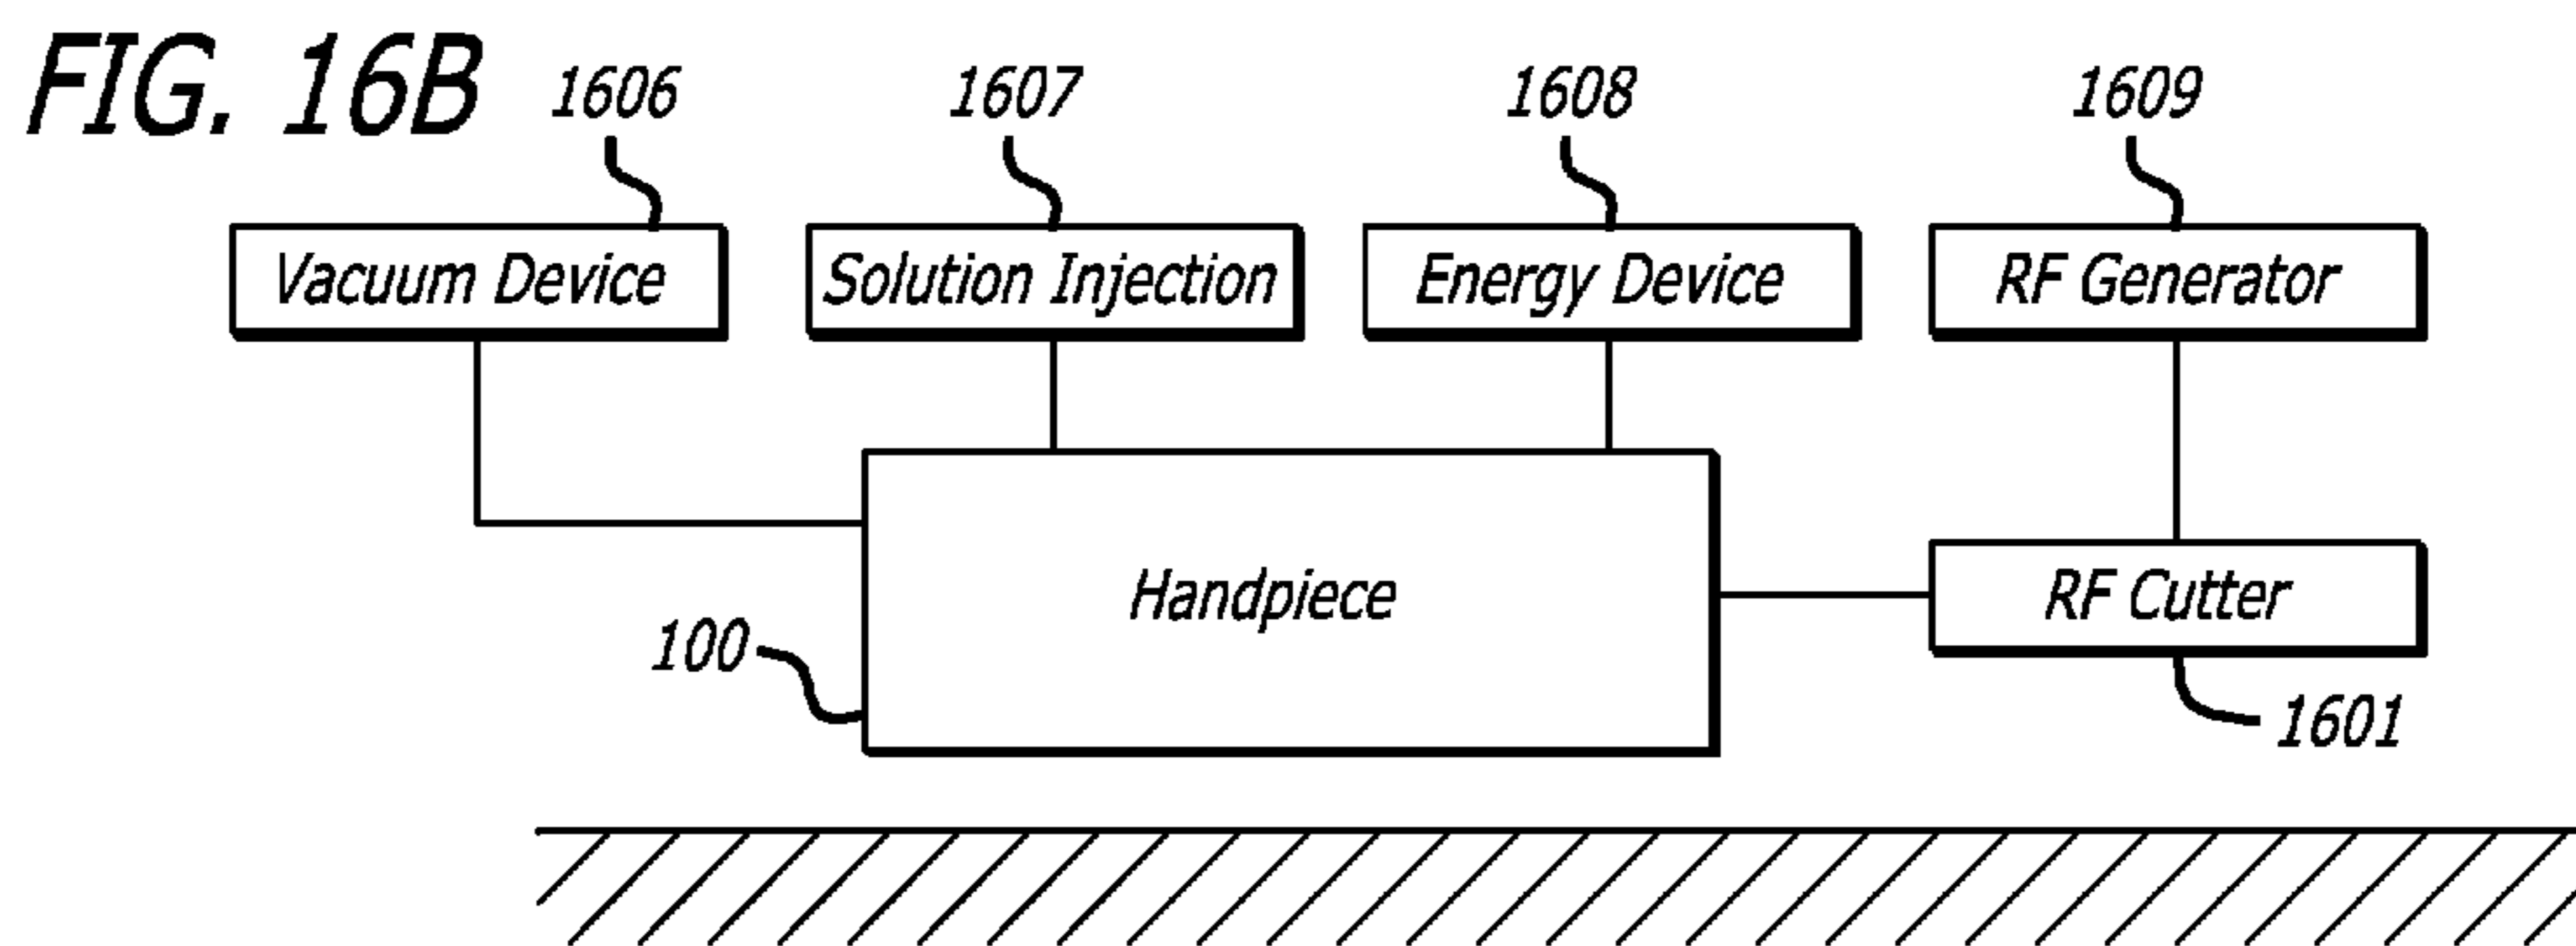 FIG. 16B
1606
1607
1608
1609
Vacuum Device
Solution Injection
Energy Device
RF Generator
Handpiece
RF Cutter
100
1601